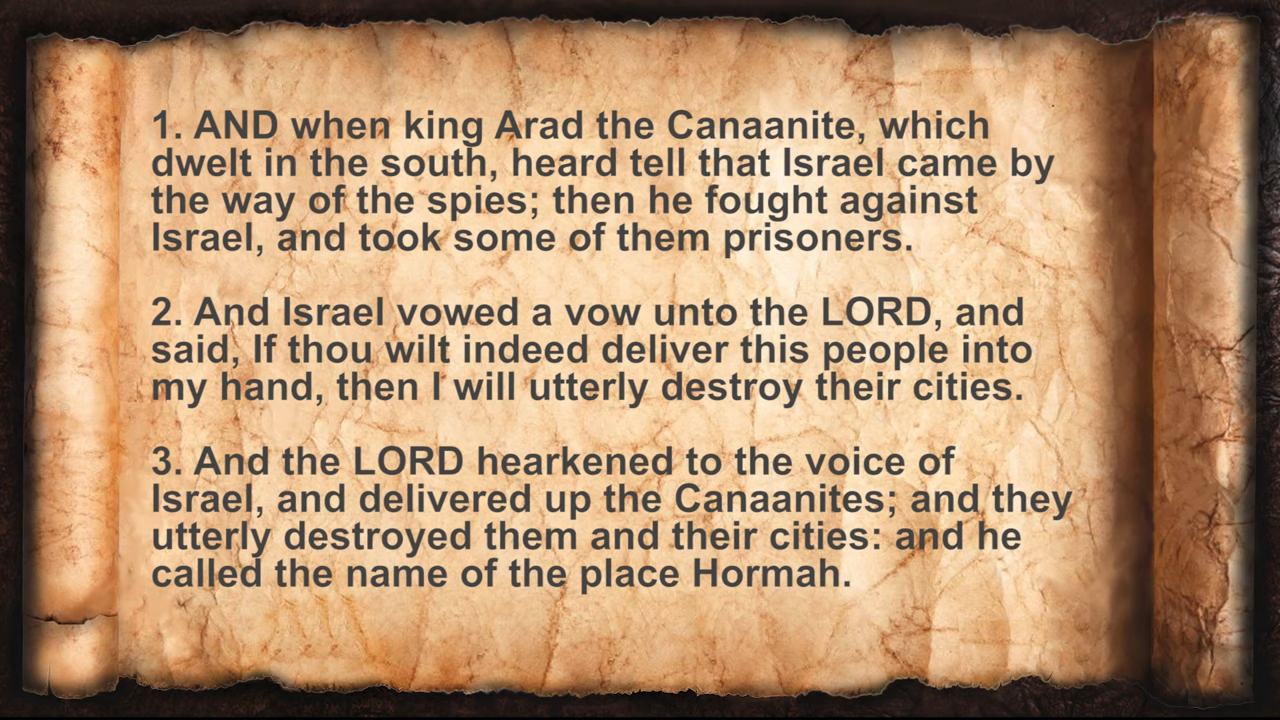 1. AND when king Arad the Canaanite, which
dwelt in the south, heard tell that Israel came by
the way of the spies; then he fought against
Israel, and took some of them prisoners.
2. And Israel vowed a vow unto the LORD, and
said, If thou wilt indeed deliver this people into
my hand, then I will utterly destroy their cities.
3. And the LORD hearkened to the voice of
Israel, and delivered up the Canaanites; and they
utterly destroyed them and their cities: and he
called the name of the place Hormah.